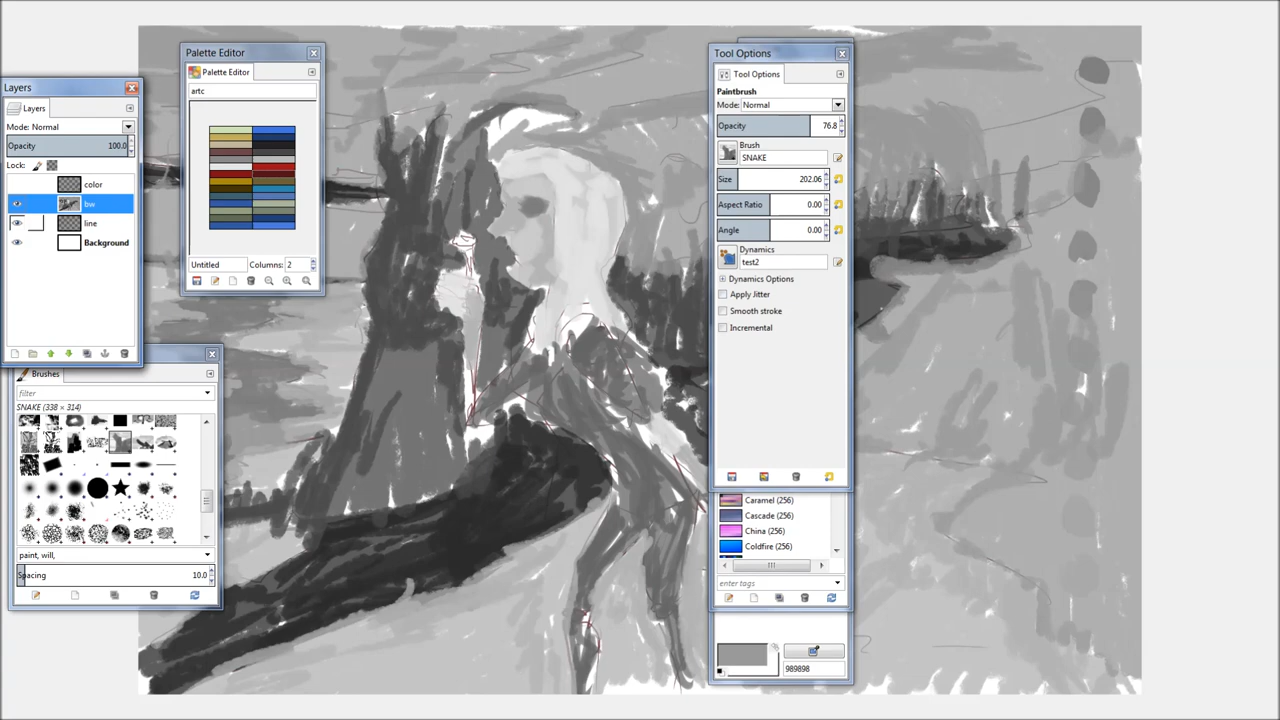 Layers
Layers
Mode: Normal
Opacity 100.0
Lock:
color
bw
line
Background
Palette Editor
Palette Editor
artc
Untitled Columns: 2
Brushes
filter
SNAKE (338 × 314)
paint, will,
Spacing 10.0
Tool Options
Tool Options
Paintbrush
Mode: Normal
Opacity 76.8
Brush
SNAKE
Size 202.06
Aspect Ratio 0.00
Angle 0.00
Dynamics
test2
Dynamics Options
Apply Jitter
Smooth stroke
Incremental
Caramel (256)
Cascade (256)
China (256)
Coldfire (256)
enter tags
989898